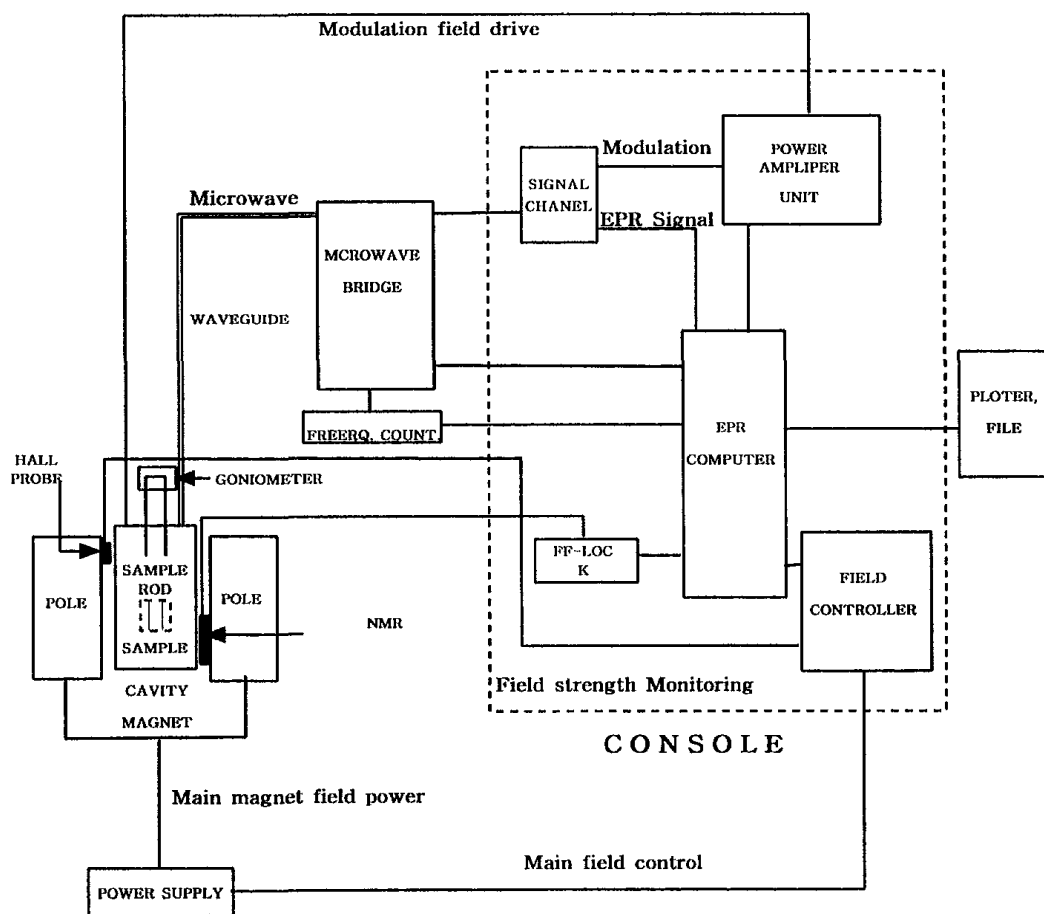 Modulation field drive
POWER
AMPLIPER
UNIT
Modulation
SIGNAL
CHANEL
EPR Signal
Microwave
MCROWAVE
BRIDGE
WAVEGUIDE
FREERQ. COUNT.
EPR
COMPUTER
PLOTER,
FILE
HALL
PROBE
GONIOMETER
FF-LOC
K
FIELD
CONTROLLER
POLE
SAMPLE
ROD
SAMPLE
POLE
NMR
CAVITY
MAGNET
Field strength Monitoring
CONSOLE
Main magnet field power
Main field control
POWER SUPPLY